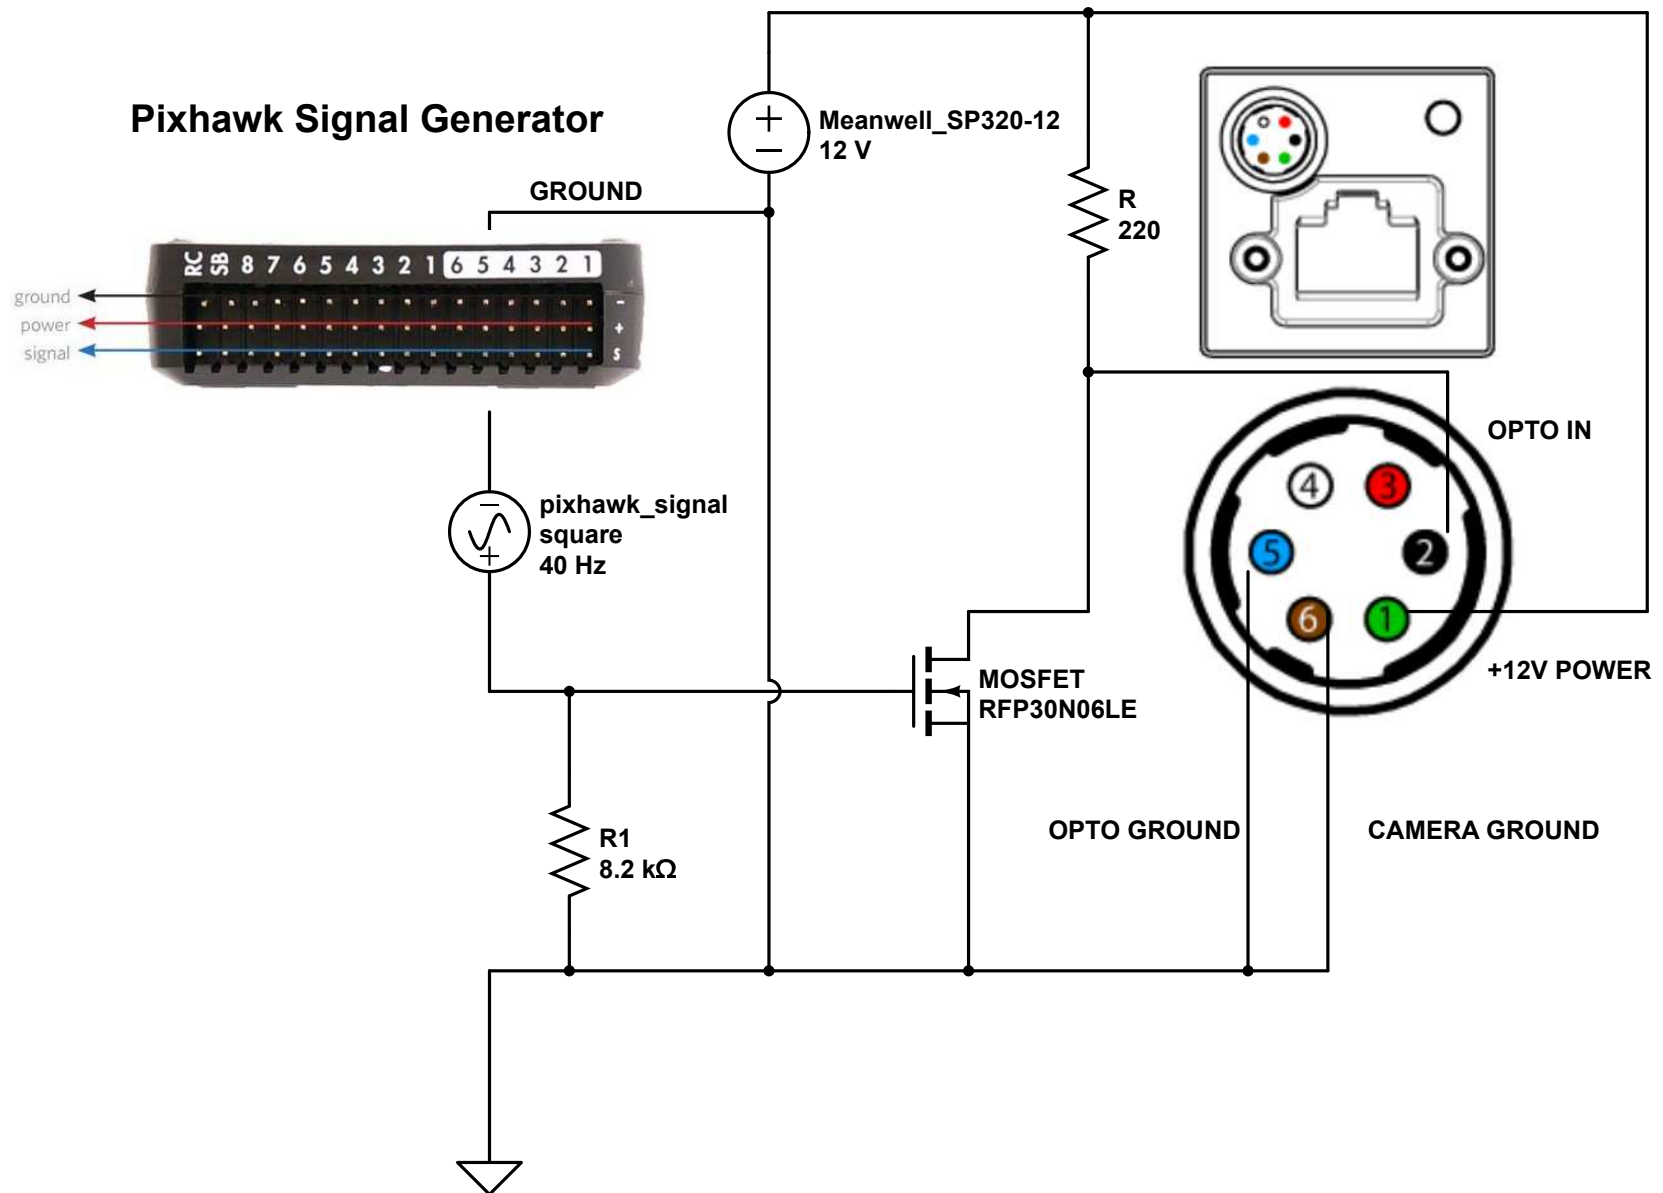 Pixhawk Signal Generator
Meanwell_SP320-12
12 V
GROUND
R
220
RC SB 8 7 6 5 4 3 2 1 6 5 4 3 2 1
ground
-
power
+
signal
S
OPTO IN
4
3
5
2
6
1
pixhawk_signal
square
40 Hz
+12V POWER
MOSFET
RFP30N06LE
OPTO GROUND
CAMERA GROUND
R1
8.2 kΩ